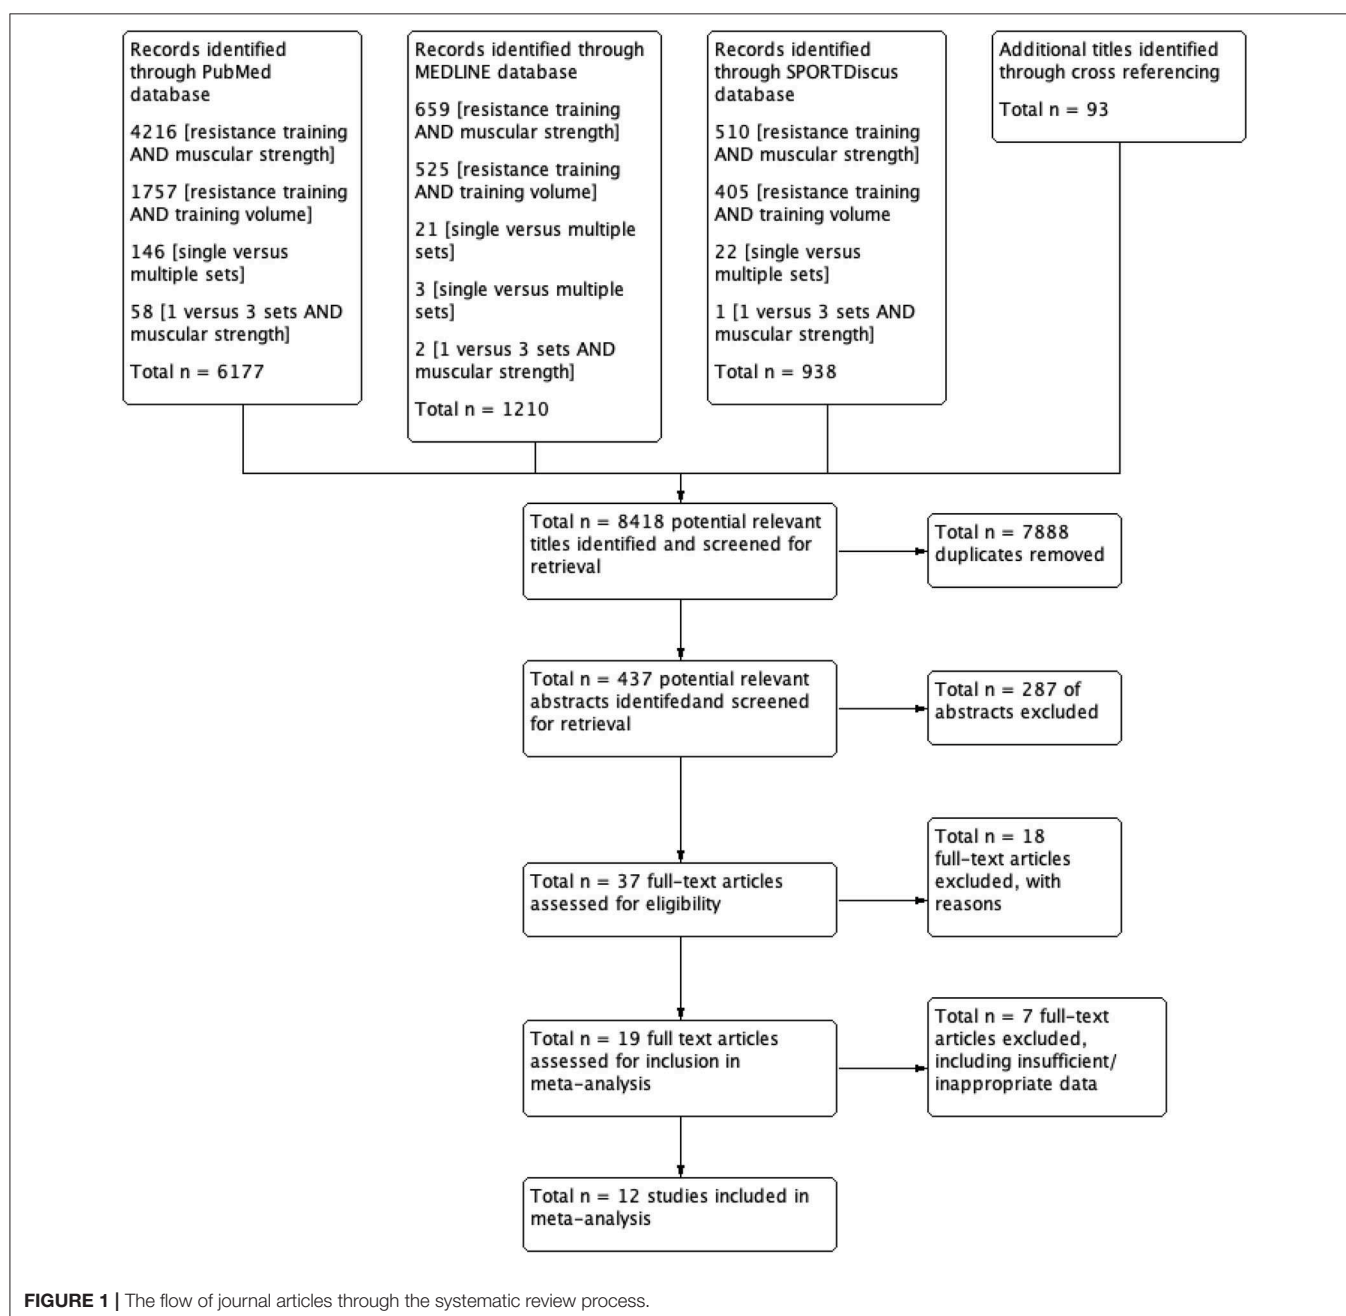 Records identified
through PubMed
database
4216 [resistance training
AND muscular strength]
1757 [resistance training
AND training volume]
146 [single versus
multiple sets]
58 [1 versus 3 sets AND
muscular strength]
Total n = 6177
Records identified through
MEDLINE database
659 [resistance training
AND muscular strength]
525 [resistance training
AND training volume]
21 [single versus multiple
sets]
3 [single versus multiple
sets]
2 [1 versus 3 sets AND
muscular strength]
Total n = 1210
Records identified
through SPORTDiscus
database
510 [resistance training
AND muscular strength]
405 [resistance training
AND training volume
22 [single versus
multiple sets]
1 [1 versus 3 sets AND
muscular strength]
Total n = 938
Additional titles identified
through cross referencing
Total n = 93
Total n = 8418 potential relevant
titles identified and screened for
retrieval
Total n = 7888
duplicates removed
Total n = 437 potential relevant
abstracts identifedand screened
for retrieval
Total n = 287 of
abstracts excluded
Total n = 37 full-text articles
assessed for eligibility
Total n = 18
full-text articles
excluded, with
reasons
Total n = 19 full text articles
assessed for inclusion in
meta-analysis
Total n = 7 full-text
articles excluded,
including insufficient/
inappropriate data
Total n = 12 studies included in
meta-analysis
FIGURE 1 | The flow of journal articles through the systematic review process.